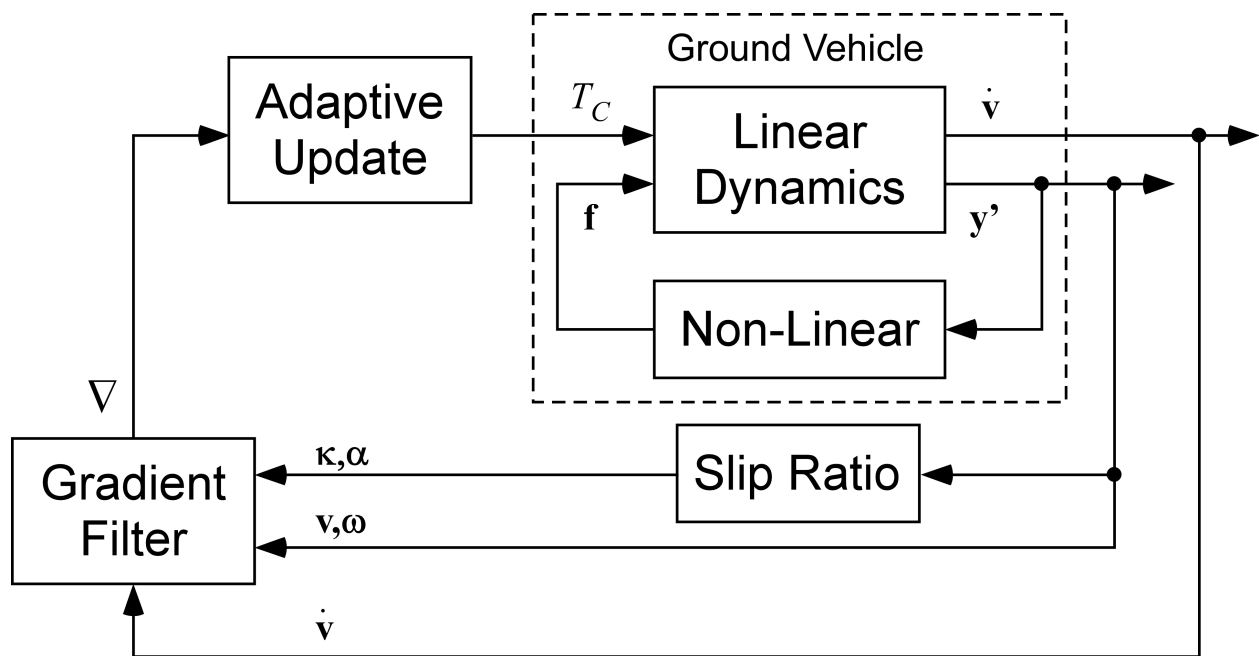 Ground Vehicle
Adaptive
Update
T_C
Linear
Dynamics
v̇
f
y’
Non-Linear
∇
Gradient
Filter
κ,α
Slip Ratio
v,ω
v̇